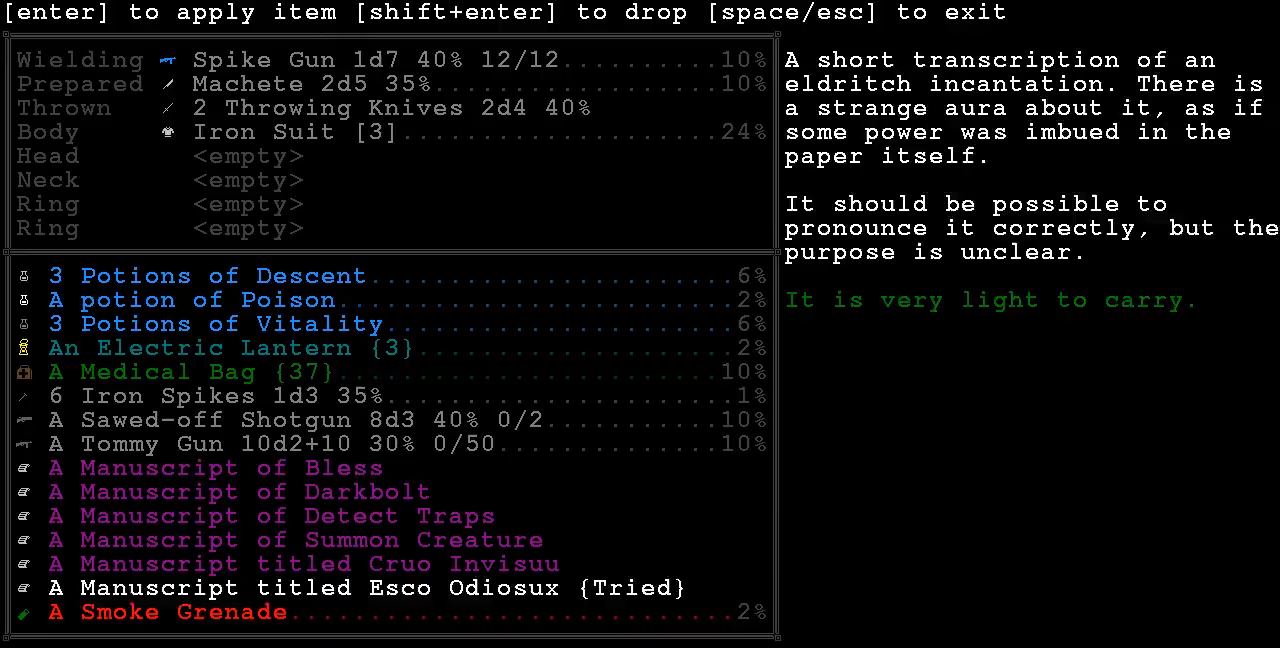 [enter] to apply item [shift+enter] to drop [space/esc] to exit
Wielding Spike Gun 1d7 40% 12/12..........10%
Prepared Machete 2d5 35%..................10%
Thrown 2 Throwing Knives 2d4 40%
Body Iron Suit [3]....................24%
Head <empty>
Neck <empty>
Ring <empty>
Ring <empty>
3 Potions of Descent.......................6%
A potion of Poison.........................2%
3 Potions of Vitality......................6%
An Electric Lantern {3}....................2%
A Medical Bag {37}........................10%
6 Iron Spikes 1d3 35%......................1%
A Sawed-off Shotgun 8d3 40% 0/2...........10%
A Tommy Gun 10d2+10 30% 0/50..............10%
A Manuscript of Bless
A Manuscript of Darkbolt
A Manuscript of Detect Traps
A Manuscript of Summon Creature
A Manuscript titled Cruo Invisuu
A Manuscript titled Esco Odiosux {Tried}
A Smoke Grenade............................2%
A short transcription of an
eldritch incantation. There is
a strange aura about it, as if
some power was imbued in the
paper itself.
It should be possible to
pronounce it correctly, but the
purpose is unclear.
It is very light to carry.